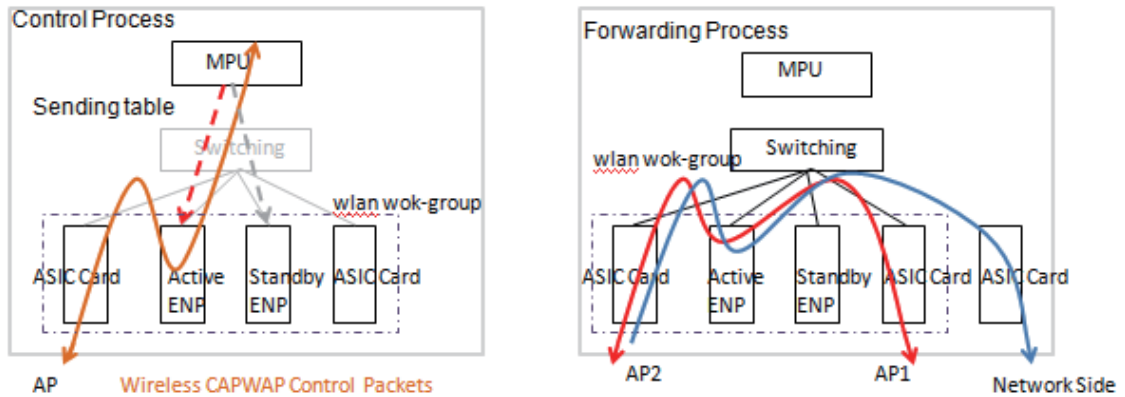 Control Process
MPU
Sending table
Switching
wlan wok-group
ASIC Card
Active
ENP
Standby
ENP
ASIC Card
AP
Wireless CAPWAP Control Packets
Forwarding Process
MPU
Switching
wlan wok-group
ASIC Card
Active
ENP
Standby
ENP
ASIC Card
ASIC Card
AP2
AP1
Network Side